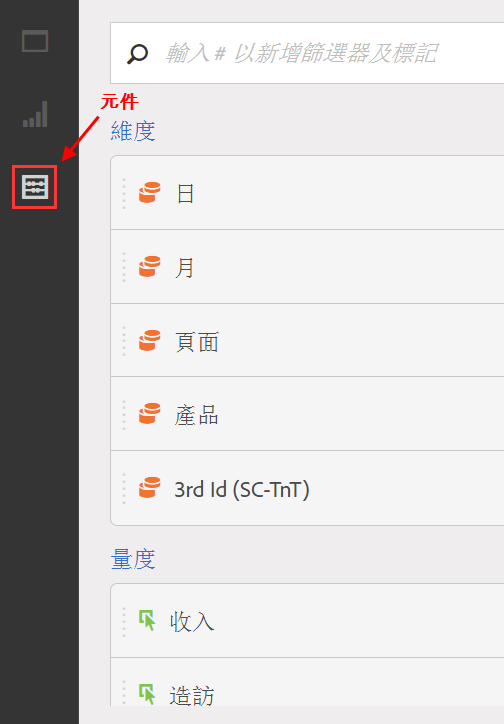 輸入 # 以新增篩選器及標記
元件
維度
日
月
頁面
產品
3rd Id (SC-TnT)
量度
收入
造訪